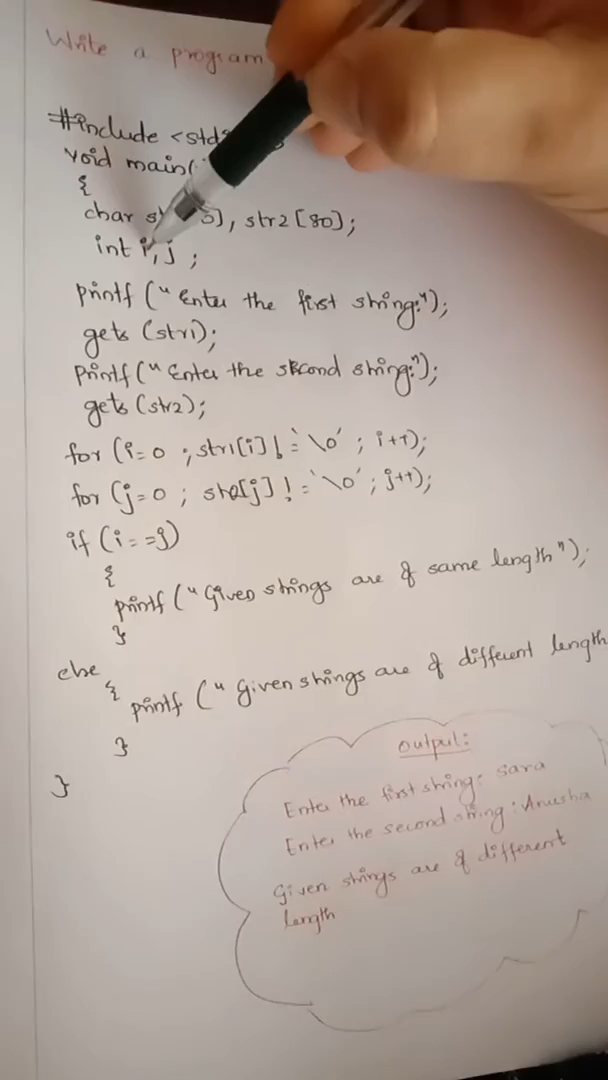 Write a program
#include <std
void main(
{
char st 0], str2 [80];
int i, j ;
printf ("Enter the first string:");
gets (str1);
printf ("Enter the second string:");
gets (str2);
for (i=0 ; str1[i] != '\0' ; i++);
for (j=0 ; str2[j] != '\0' ; j++);
if (i==j)
{
printf ("Given strings are of same length");
}
else
{
printf ("Given strings are of different length
}
}
Output:
Enter the first string: Sara
Enter the second string: Anusha
Given strings are of different
length